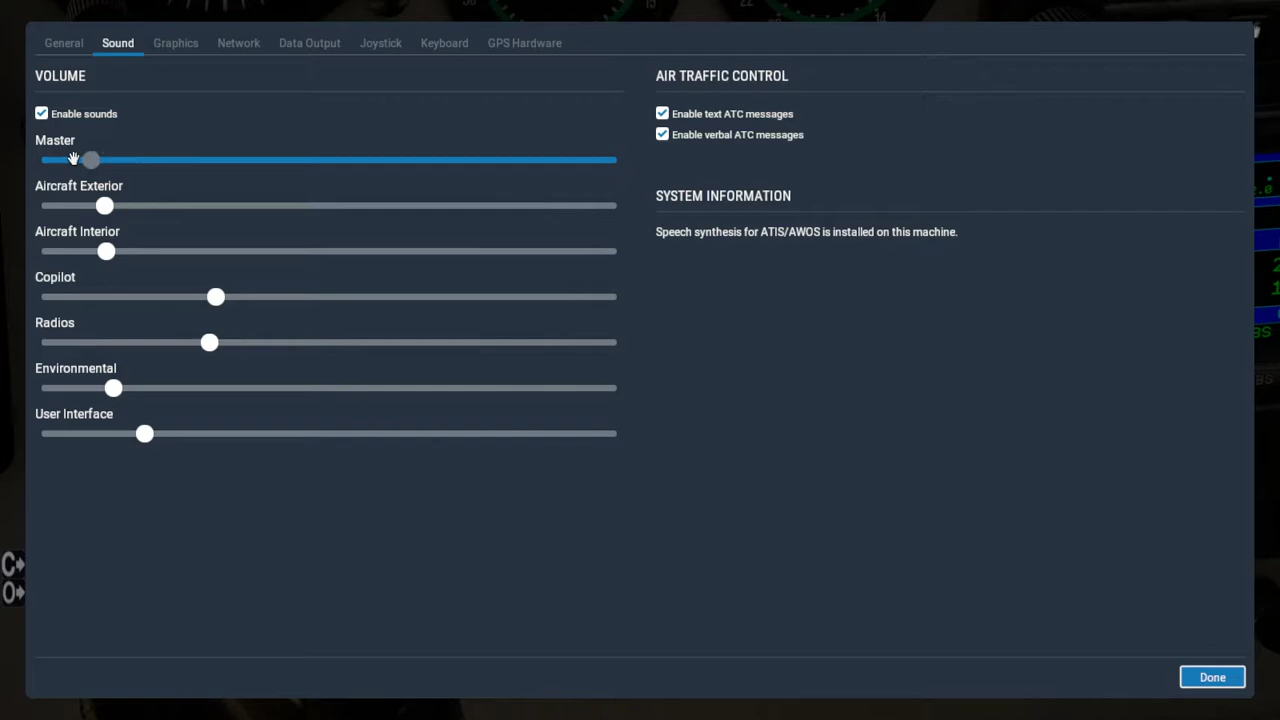 General Sound Graphics Network Data Output Joystick Keyboard GPS Hardware
VOLUME
Enable sounds
Master
Aircraft Exterior
Aircraft Interior
Copilot
Radios
Environmental
User Interface
AIR TRAFFIC CONTROL
Enable text ATC messages
Enable verbal ATC messages
SYSTEM INFORMATION
Speech synthesis for ATIS/AWOS is installed on this machine.
Done
C
O